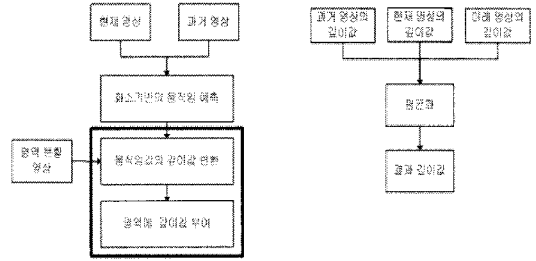 현재 영상
과거 영상
화소기반의 움직임 예측
영역 분할
영상
움직임값의 깊이값 변환
영역에 깊이값 부여
과거 영상의
깊이값
현재 영상의
깊이값
미래 영상의
깊이값
평균화
결과 깊이값